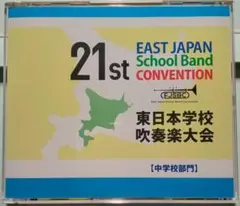 21st
EAST JAPAN
School Band
CONVENTION
EJSBC
東日本学校
吹奏楽大会
【中学校部門】